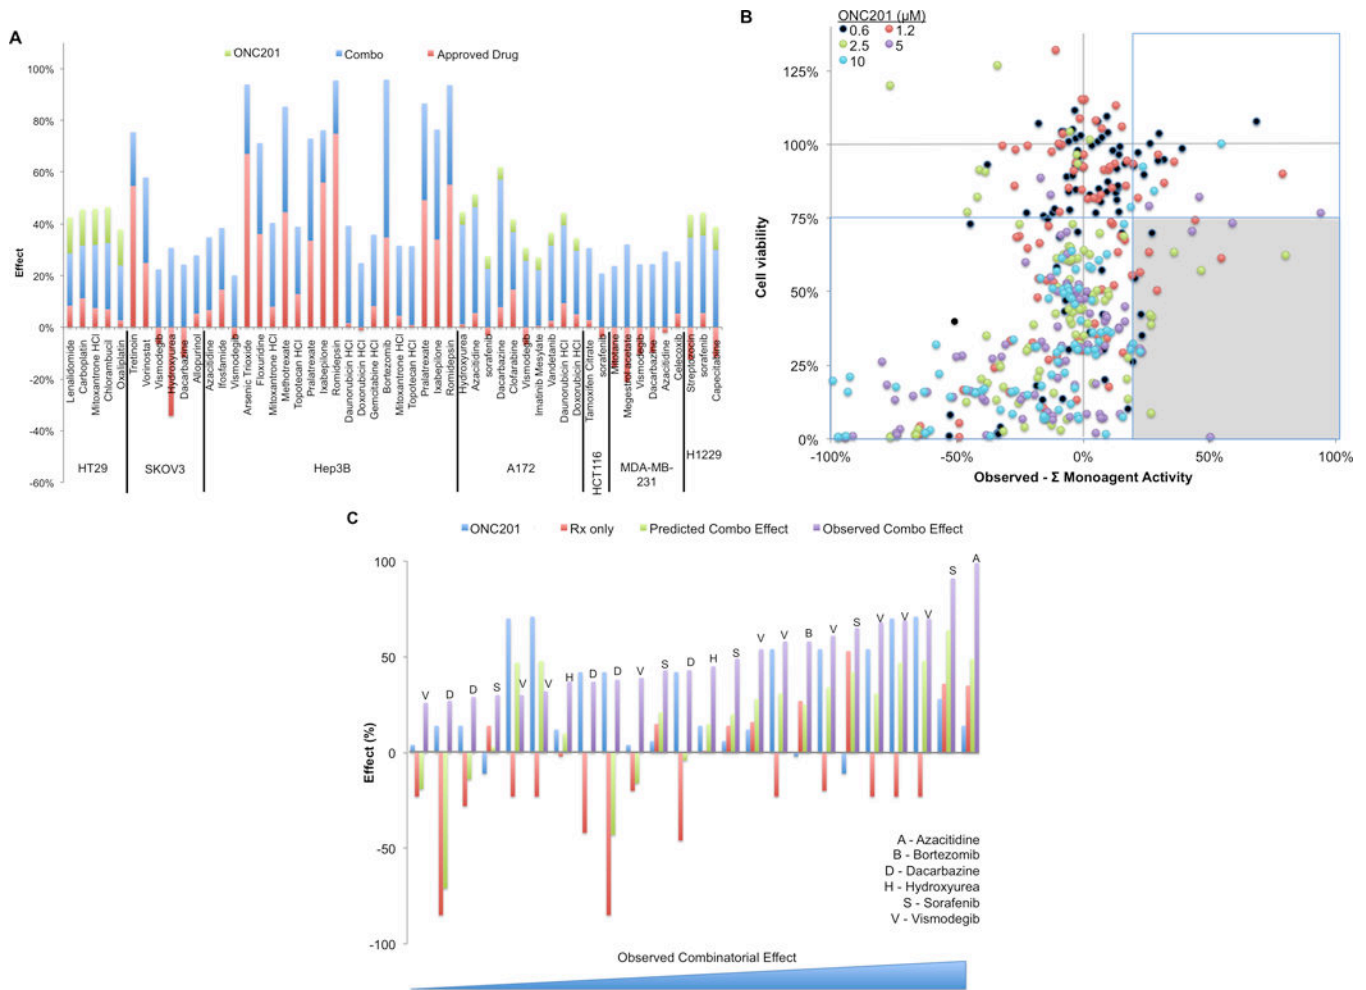 A
ONC201
Combo
Approved Drug
100%
80%
60%
40%
20%
0%
-20%
-40%
-60%
Effect
Lenalidomide
Carboplatin
Mitoxantrone HCl
Chlorambucil
Oxaliplatin
Tretinoin
Vorinostat
Vismodegib
Hydroxyurea
Dacarbazine
Allopurinol
Azacitidine
Ifosfamide
Vismodegib
Arsenic Trioxide
Floxuridine
Mitoxantrone HCl
Methotrexate
Topotecan HCl
Pralatrexate
Ixabepilone
Romidepsin
Daunorubicin HCl
Doxorubicin HCl
Gemcitabine HCl
Bortezomib
Mitoxantrone HCl
Topotecan HCl
Pralatrexate
Ixabepilone
Romidepsin
Hydroxyurea
Azacitidine
sorafenib
Dacarbazine
Clofarabine
Vismodegib
Imatinib Mesylate
Vandetanib
Daunorubicin HCl
Doxorubicin HCl
Tamoxifen Citrate
sorafenib
Mitotane
Megestrol acetate
Vismodegib
Dacarbazine
Azacitidine
Celecoxib
Streptozocin
sorafenib
Capecitabine
HT29
SKOV3
Hep3B
A172
HCT116
MDA-MB-
231
H1229
B
ONC201 (μM)
0.6
1.2
2.5
5
10
125%
100%
75%
50%
25%
0%
Cell viability
-100%
-50%
0%
50%
100%
Observed - Σ Monoagent Activity
C
ONC201
Rx only
Predicted Combo Effect
Observed Combo Effect
100
50
0
-50
-100
Effect (%)
V
D
D
S
V
V
H
D
D
V
S
D
H
S
V
V
B
V
S
V
V
V
S
A
A - Azacitidine
B - Bortezomib
D - Dacarbazine
H - Hydroxyurea
S - Sorafenib
V - Vismodegib
Observed Combinatorial Effect